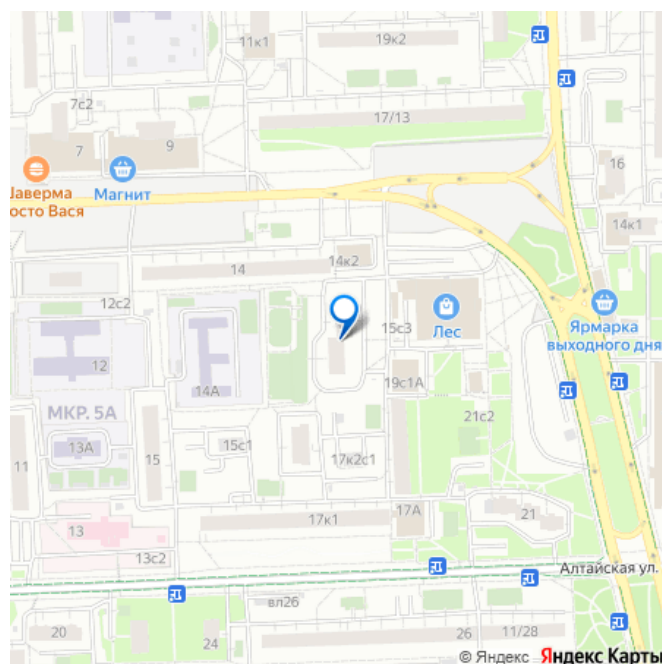 11к1
19к2
7с2
17/13
7
9
16
Шаверма
Просто Вася
Магнит
14к1
14
14к2
12с2
15с3
Лес
Ярмарка
выходного дня
12
14А
19с1А
МКР. 5А
21с2
13А
15с1
11
15
17к2с1
17к1
17А
21
13
13с2
Алтайская ул.
вл26
20
24
26
11/28
© Яндекс Яндекс Карты